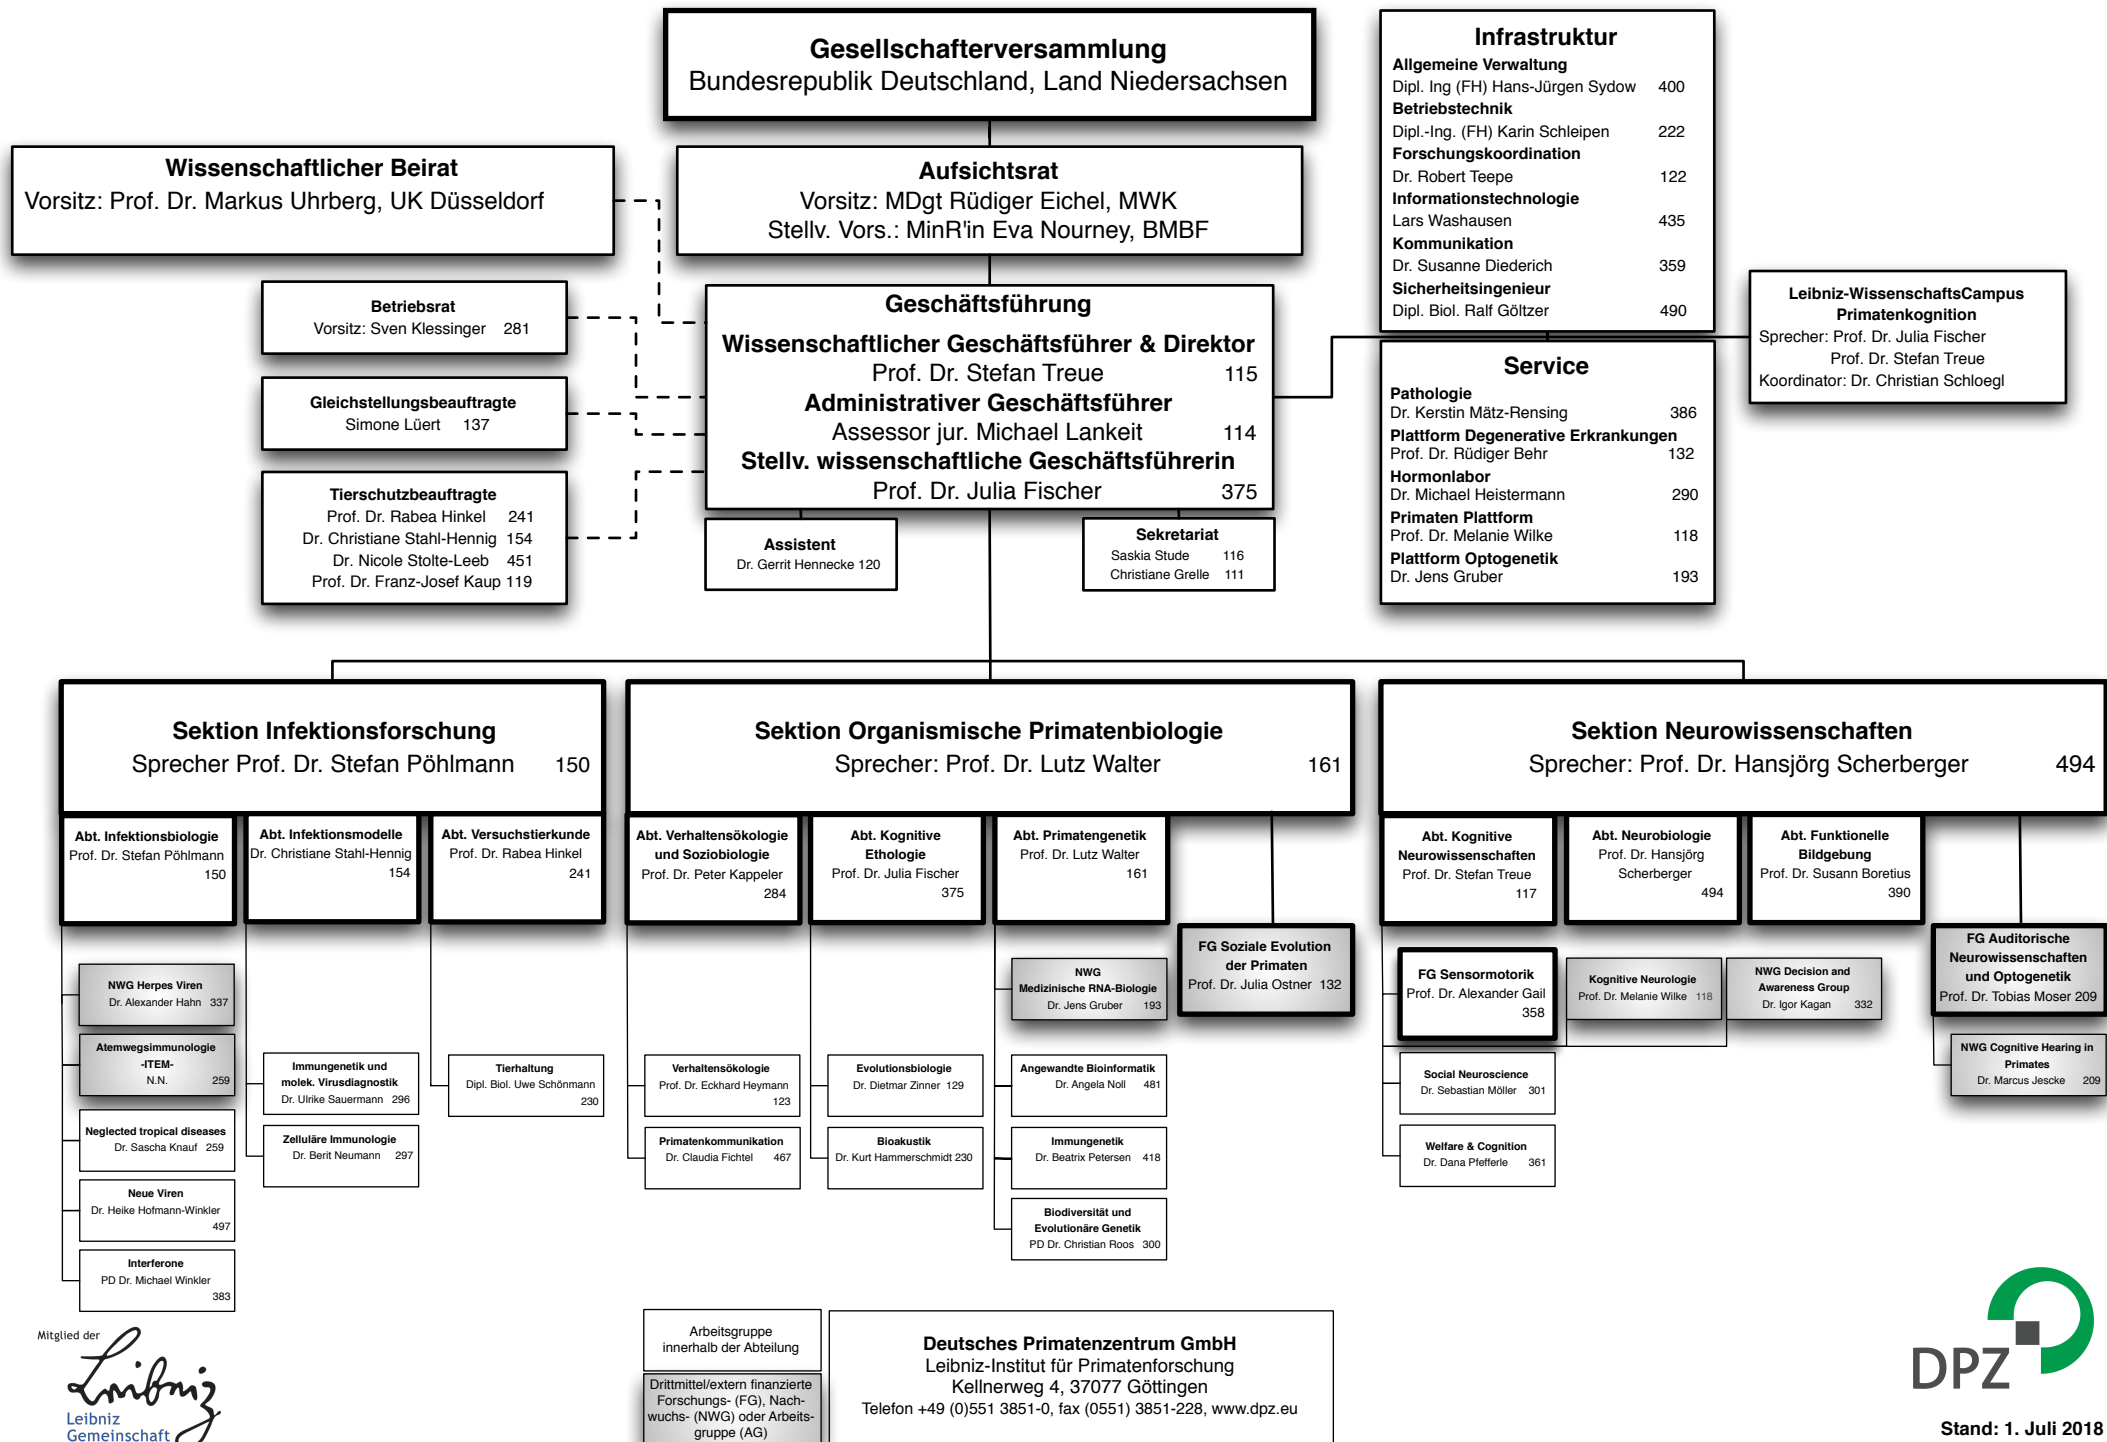 Gesellschafterversammlung
Bundesrepublik Deutschland, Land Niedersachsen
Infrastruktur
Allgemeine Verwaltung
Dipl. Ing (FH) Hans-Jürgen Sydow 400
Betriebstechnik
Dipl.-Ing. (FH) Karin Schleipen 222
Forschungskoordination
Dr. Robert Teepe 122
Informationstechnologie
Lars Washausen 435
Kommunikation
Dr. Susanne Diederich 359
Sicherheitsingenieur
Dipl. Biol. Ralf Göltzer 490
Wissenschaftlicher Beirat
Vorsitz: Prof. Dr. Markus Uhrberg, UK Düsseldorf
Aufsichtsrat
Vorsitz: MDgt Rüdiger Eichel, MWK
Stellv. Vors.: MinR'in Eva Nourney, BMBF
Betriebsrat
Vorsitz: Sven Klessinger 281
Gleichstellungsbeauftragte
Simone Lüert 137
Tierschutzbeauftragte
Prof. Dr. Rabea Hinkel 241
Dr. Christiane Stahl-Hennig 154
Dr. Nicole Stolte-Leeb 451
Prof. Dr. Franz-Josef Kaup 119
Geschäftsführung
Wissenschaftlicher Geschäftsführer & Direktor
Prof. Dr. Stefan Treue 115
Administrativer Geschäftsführer
Assessor jur. Michael Lankeit 114
Stellv. wissenschaftliche Geschäftsführerin
Prof. Dr. Julia Fischer 375
Assistent
Dr. Gerrit Hennecke 120
Sekretariat
Saskia Stude 116
Christiane Grelle 111
Leibniz-WissenschaftsCampus
Primatenkognition
Sprecher: Prof. Dr. Julia Fischer
Prof. Dr. Stefan Treue
Koordinator: Dr. Christian Schloegl
Service
Pathologie
Dr. Kerstin Mätz-Rensing 386
Plattform Degenerative Erkrankungen
Prof. Dr. Rüdiger Behr 132
Hormonlabor
Dr. Michael Heistermann 290
Primaten Plattform
Prof. Dr. Melanie Wilke 118
Plattform Optogenetik
Dr. Jens Gruber 193
Sektion Infektionsforschung
Sprecher Prof. Dr. Stefan Pöhlmann 150
Abt. Infektionsbiologie
Prof. Dr. Stefan Pöhlmann
150
Abt. Infektionsmodelle
Dr. Christiane Stahl-Hennig
154
Abt. Versuchstierkunde
Prof. Dr. Rabea Hinkel
241
NWG Herpes Viren
Dr. Alexander Hahn 337
Atemwegsimmunologie
-ITEM-
N.N. 259
Neglected tropical diseases
Dr. Sascha Knauf 259
Neue Viren
Dr. Heike Hofmann-Winkler
497
Interferone
PD Dr. Michael Winkler
383
Immungenetik und
molek. Virusdiagnostik
Dr. Ulrike Sauermann 296
Zelluläre Immunologie
Dr. Berit Neumann 297
Tierhaltung
Dipl. Biol. Uwe Schönmann
230
Sektion Organismische Primatenbiologie
Sprecher: Prof. Dr. Lutz Walter 161
Abt. Verhaltensökologie
und Soziobiologie
Prof. Dr. Peter Kappeler
284
Abt. Kognitive
Ethologie
Prof. Dr. Julia Fischer
375
Abt. Primatengenetik
Prof. Dr. Lutz Walter
161
FG Soziale Evolution
der Primaten
Prof. Dr. Julia Ostner 132
NWG
Medizinische RNA-Biologie
Dr. Jens Gruber 193
Verhaltensökologie
Prof. Dr. Eckhard Heymann
123
Primatenkommunikation
Dr. Claudia Fichtel 467
Evolutionsbiologie
Dr. Dietmar Zinner 129
Bioakustik
Dr. Kurt Hammerschmidt 230
Angewandte Bioinformatik
Dr. Angela Noll 481
Immungenetik
Dr. Beatrix Petersen 418
Biodiversität und
Evolutionäre Genetik
PD Dr. Christian Roos 300
Sektion Neurowissenschaften
Sprecher: Prof. Dr. Hansjörg Scherberger 494
Abt. Kognitive
Neurowissenschaften
Prof. Dr. Stefan Treue
117
Abt. Neurobiologie
Prof. Dr. Hansjörg
Scherberger
494
Abt. Funktionelle
Bildgebung
Prof. Dr. Susann Boretius
390
FG Sensormotorik
Prof. Dr. Alexander Gail
358
Kognitive Neurologie
Prof. Dr. Melanie Wilke 118
NWG Decision and
Awareness Group
Dr. Igor Kagan 332
FG Auditorische
Neurowissenschaften
und Optogenetik
Prof. Dr. Tobias Moser 209
NWG Cognitive Hearing in
Primates
Dr. Marcus Jescke 209
Social Neuroscience
Dr. Sebastian Möller 301
Welfare & Cognition
Dr. Dana Pfefferle 361
Mitglied der
Leibniz
Leibniz
Gemeinschaft
Arbeitsgruppe
innerhalb der Abteilung
Drittmittel/extern finanzierte
Forschungs- (FG), Nach-
wuchs- (NWG) oder Arbeits-
gruppe (AG)
Deutsches Primatenzentrum GmbH
Leibniz-Institut für Primatenforschung
Kellnerweg 4, 37077 Göttingen
Telefon +49 (0)551 3851-0, fax (0551) 3851-228, www.dpz.eu
DPZ
Stand: 1. Juli 2018